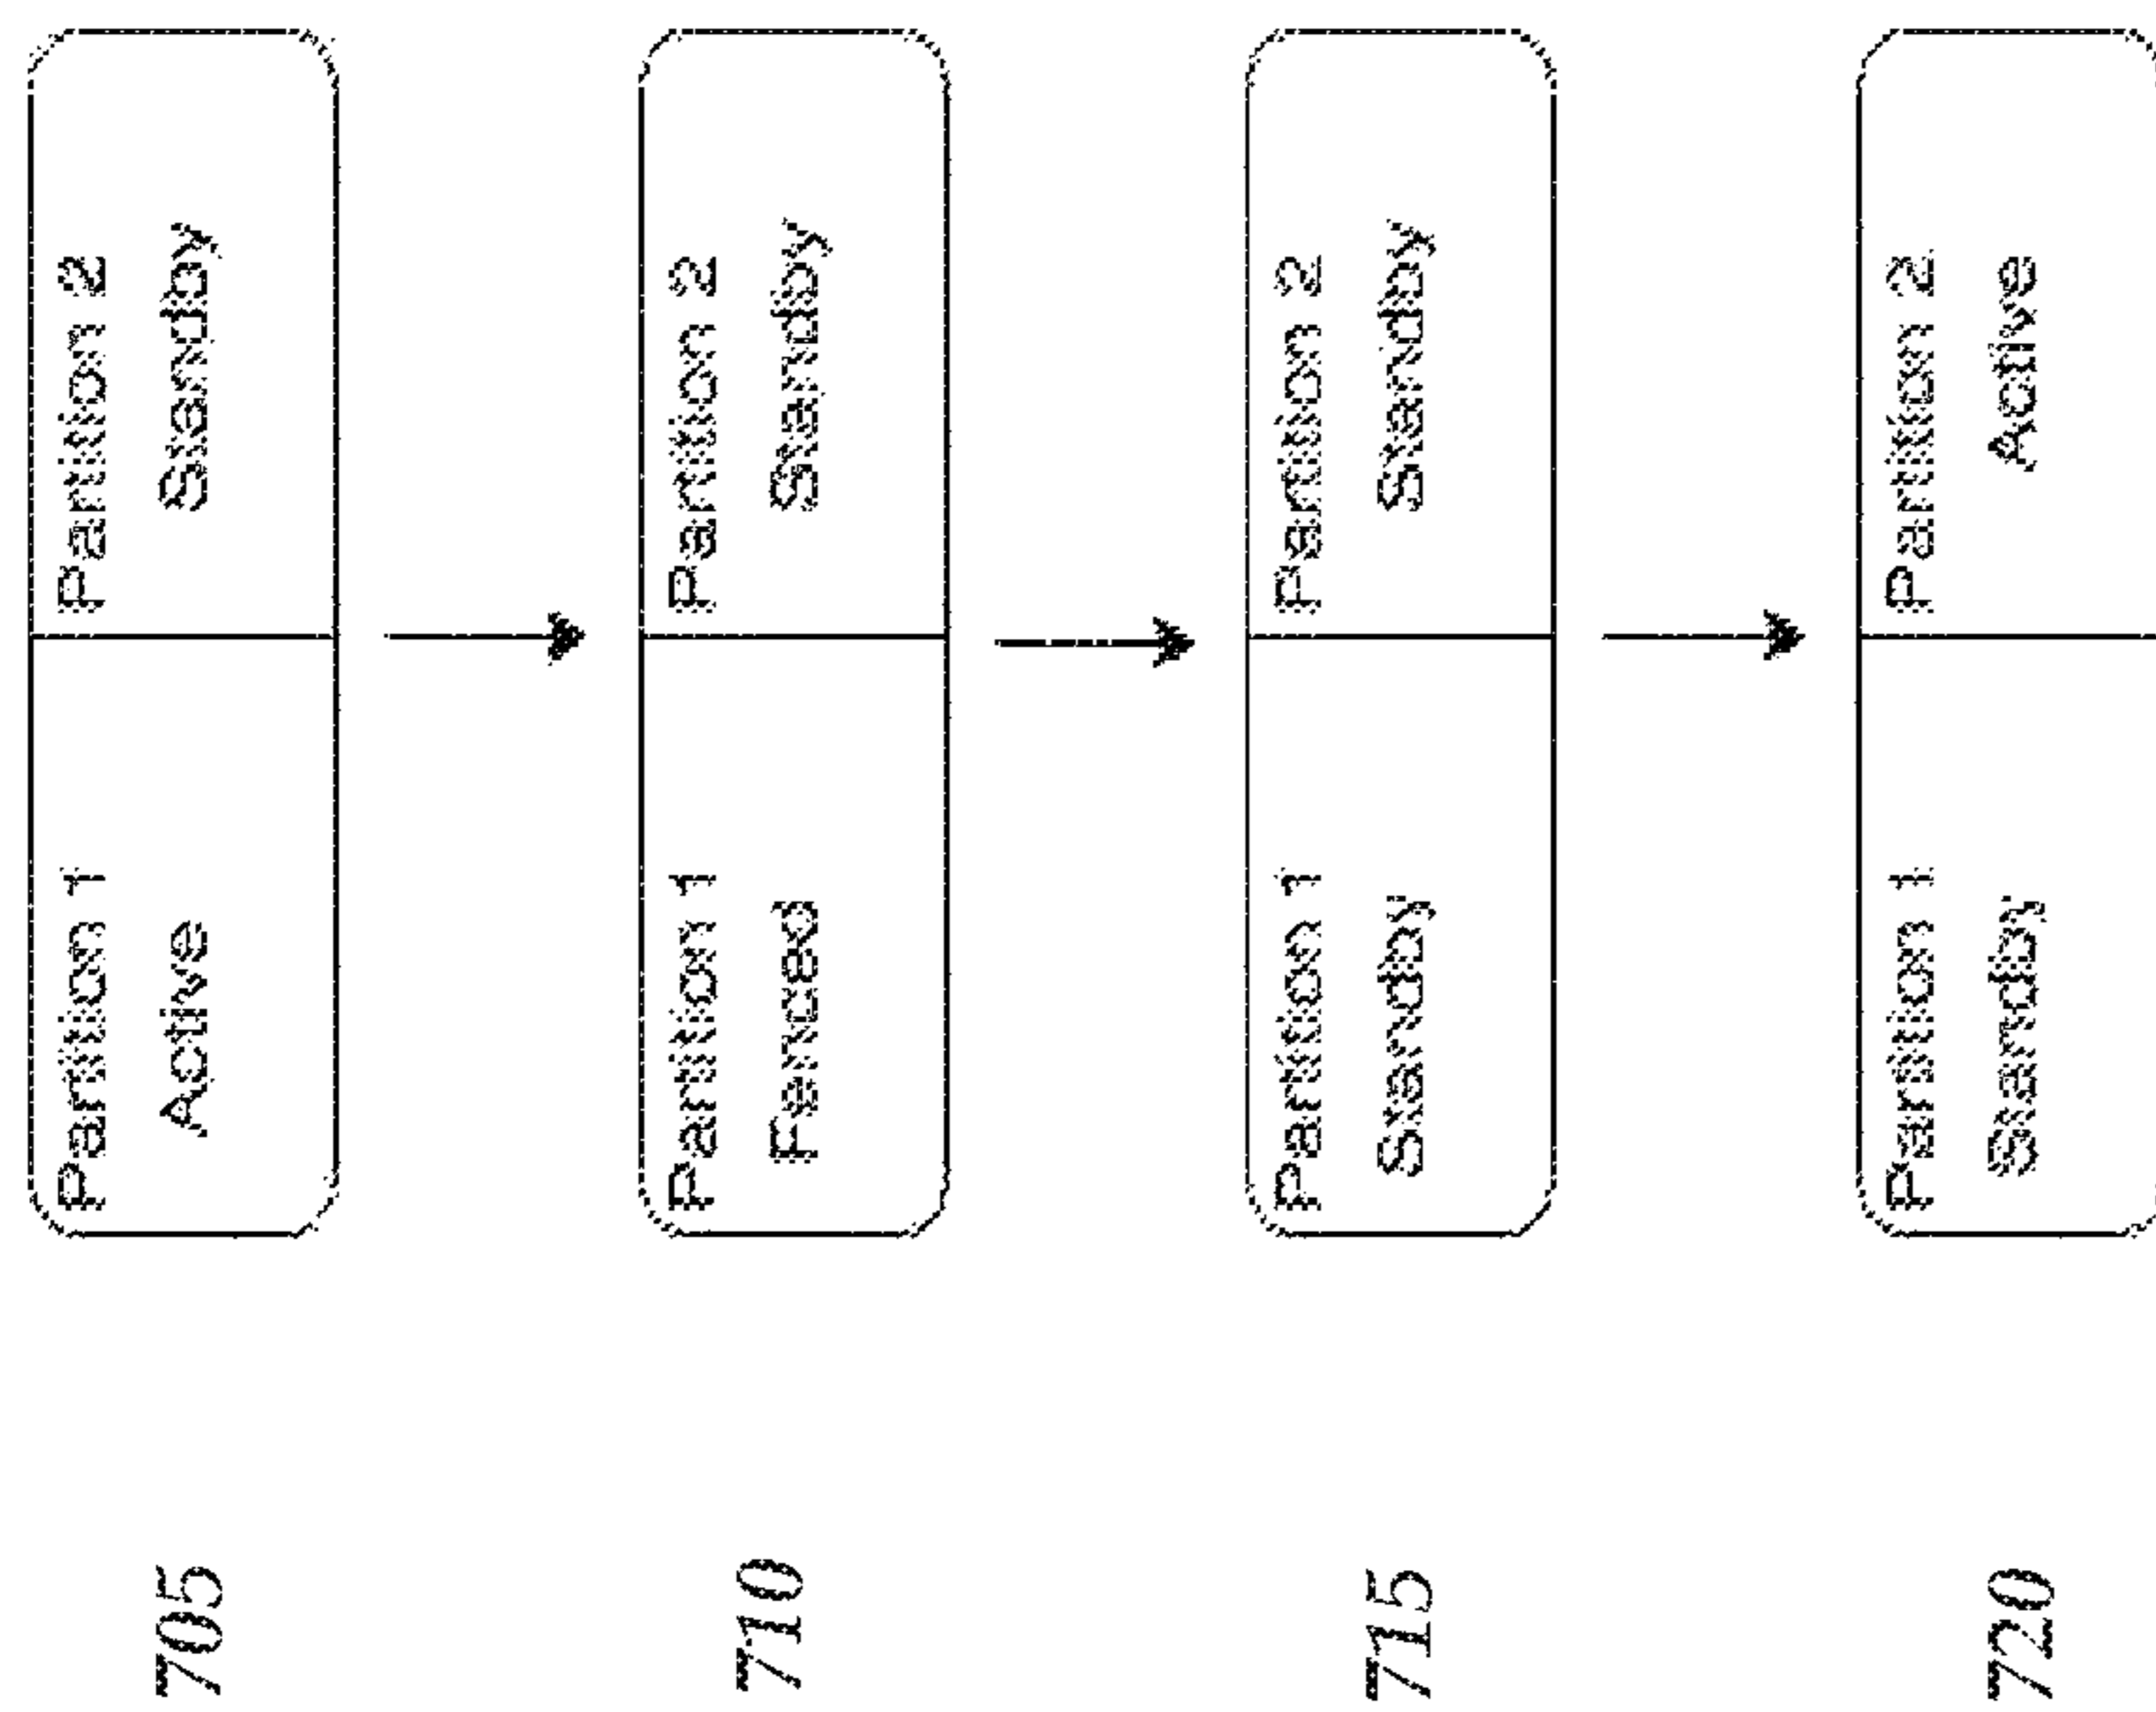 705
Partition 1
Active
Partition 2
Standby
710
Partition 1
Fenced
Partition 2
Standby
715
Partition 1
Standby
Partition 2
Standby
720
Partition 1
Standby
Partition 2
Active